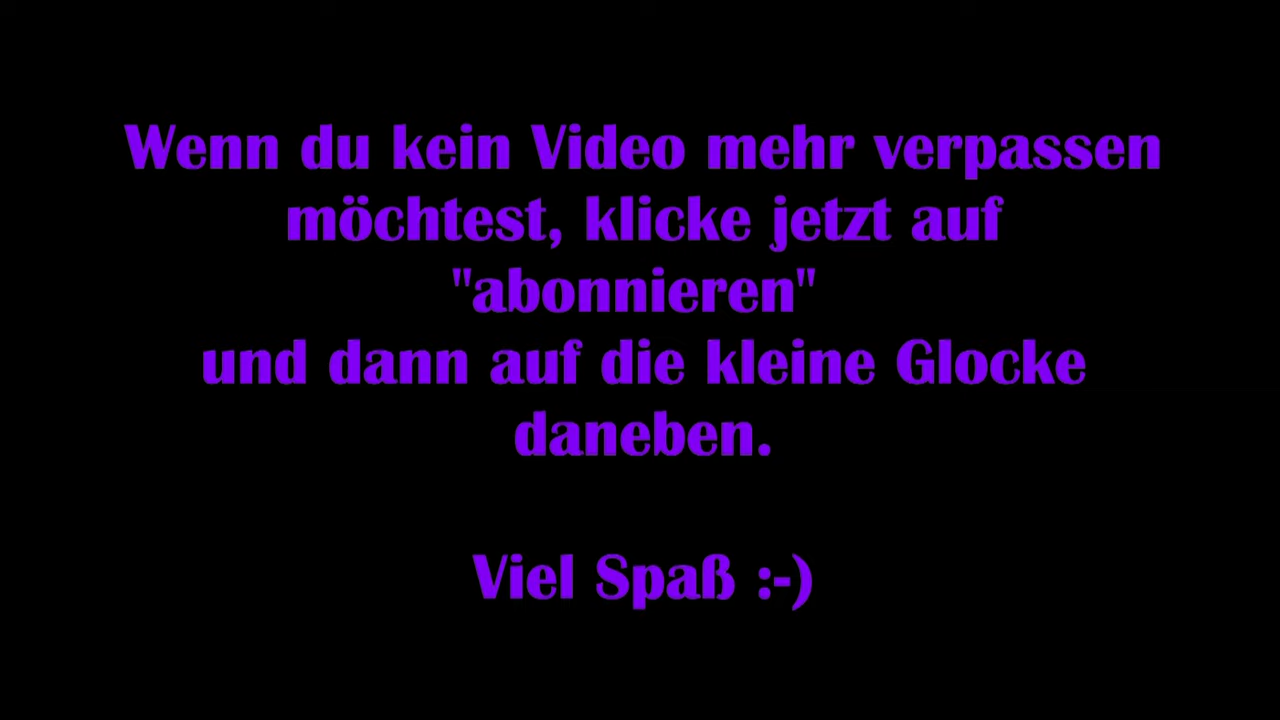 Wenn du kein Video mehr verpassen
möchtest, klicke jetzt auf
"abonnieren"
und dann auf die kleine Glocke
daneben.
Viel Spaß :-)